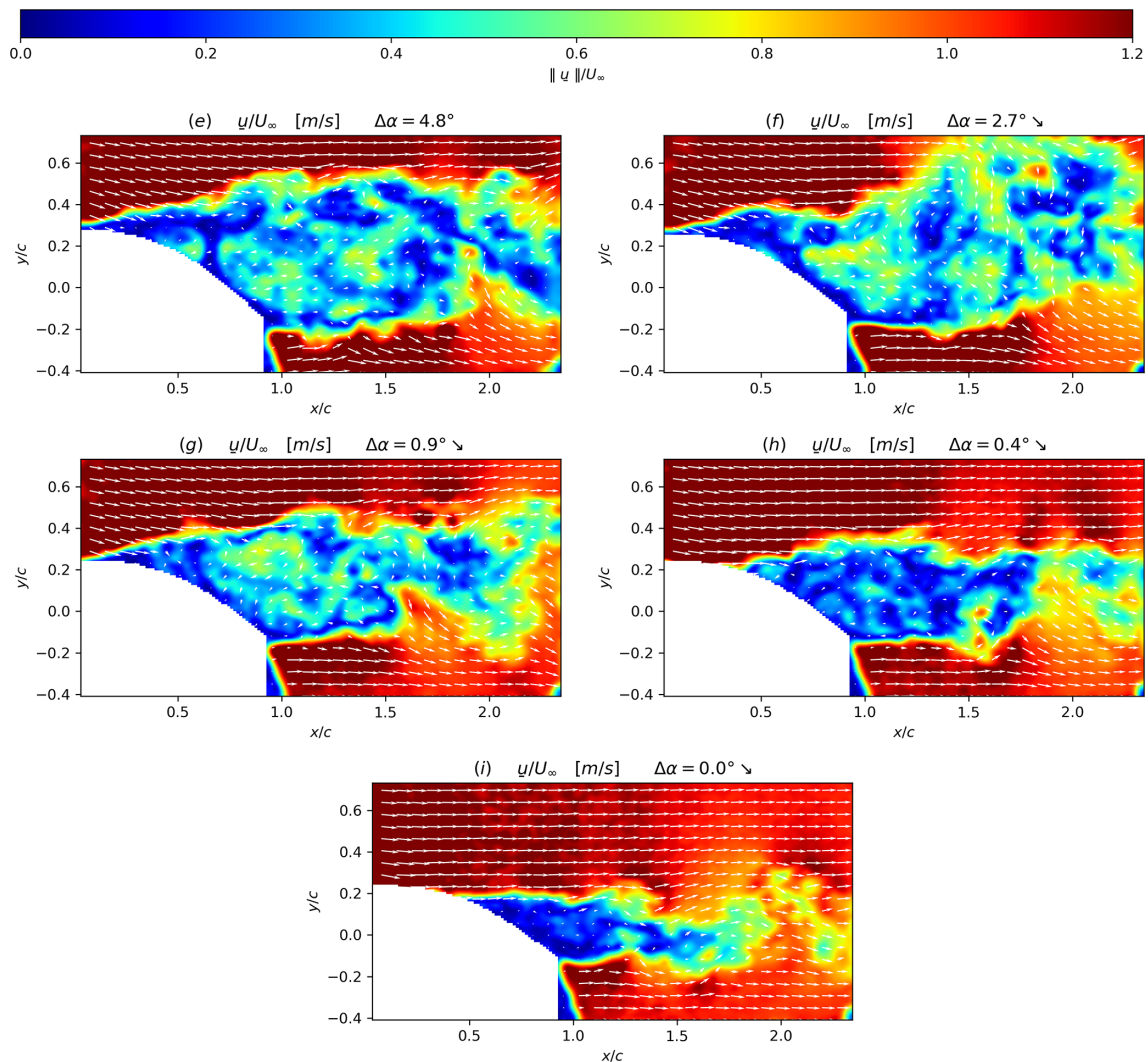 0.0 0.2 0.4 0.6 0.8 1.0 1.2
‖ u̲ ‖/U∞
(e) u̲/U∞ [m/s] Δα = 4.8°
(f) u̲/U∞ [m/s] Δα = 2.7° ↘
0.6
0.4
0.2
0.0
−0.2
−0.4
y/c
0.5 1.0 1.5 2.0
x/c
0.6
0.4
0.2
0.0
−0.2
−0.4
y/c
0.5 1.0 1.5 2.0
x/c
(g) u̲/U∞ [m/s] Δα = 0.9° ↘
(h) u̲/U∞ [m/s] Δα = 0.4° ↘
0.6
0.4
0.2
0.0
−0.2
−0.4
y/c
0.5 1.0 1.5 2.0
x/c
0.6
0.4
0.2
0.0
−0.2
−0.4
y/c
0.5 1.0 1.5 2.0
x/c
(i) u̲/U∞ [m/s] Δα = 0.0° ↘
0.6
0.4
0.2
0.0
−0.2
−0.4
y/c
0.5 1.0 1.5 2.0
x/c